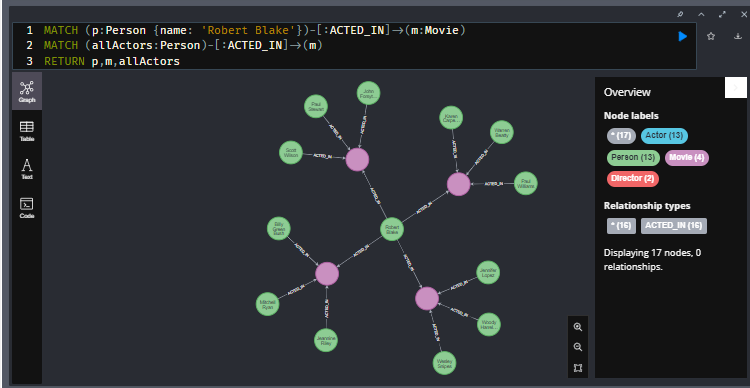 1 MATCH (p:Person {name: 'Robert Blake'})-[:ACTED_IN]→(m:Movie)
2 MATCH (allActors:Person)-[:ACTED_IN]→(m)
3 RETURN p,m,allActors
Graph
Table
Text
Code
John
Forsyt...
Paul
Stewart
ACTED_IN
ACTED_IN
Scott
Wilson
ACTED_IN
ACTED_IN
Karen
Carpe...
Warren
Beatty
ACTED_IN
ACTED_IN
Paul
Williams
ACTED_IN
ACTED_IN
Robert
Blake
Billy
Green
Bush
ACTED_IN
ACTED_IN
Mitchell
Ryan
ACTED_IN
ACTED_IN
Jeannine
Riley
ACTED_IN
Jennifer
Lopez
ACTED_IN
Woody
Harrel...
ACTED_IN
ACTED_IN
Wesley
Snipes
Overview
Node labels
* (17) Actor (13)
Person (13) Movie (4)
Director (2)
Relationship types
* (16) ACTED_IN (16)
Displaying 17 nodes, 0
relationships.